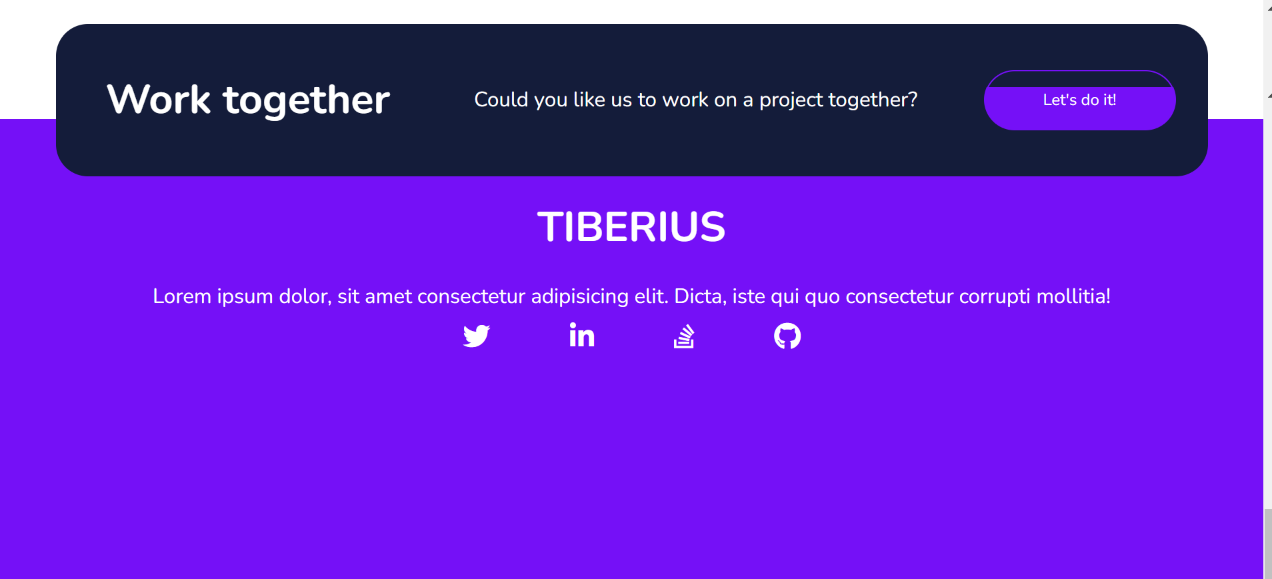 Work together
Could you like us to work on a project together?
Let's do it!
TIBERIUS
Lorem ipsum dolor, sit amet consectetur adipisicing elit. Dicta, iste qui quo consectetur corrupti mollitia!
in